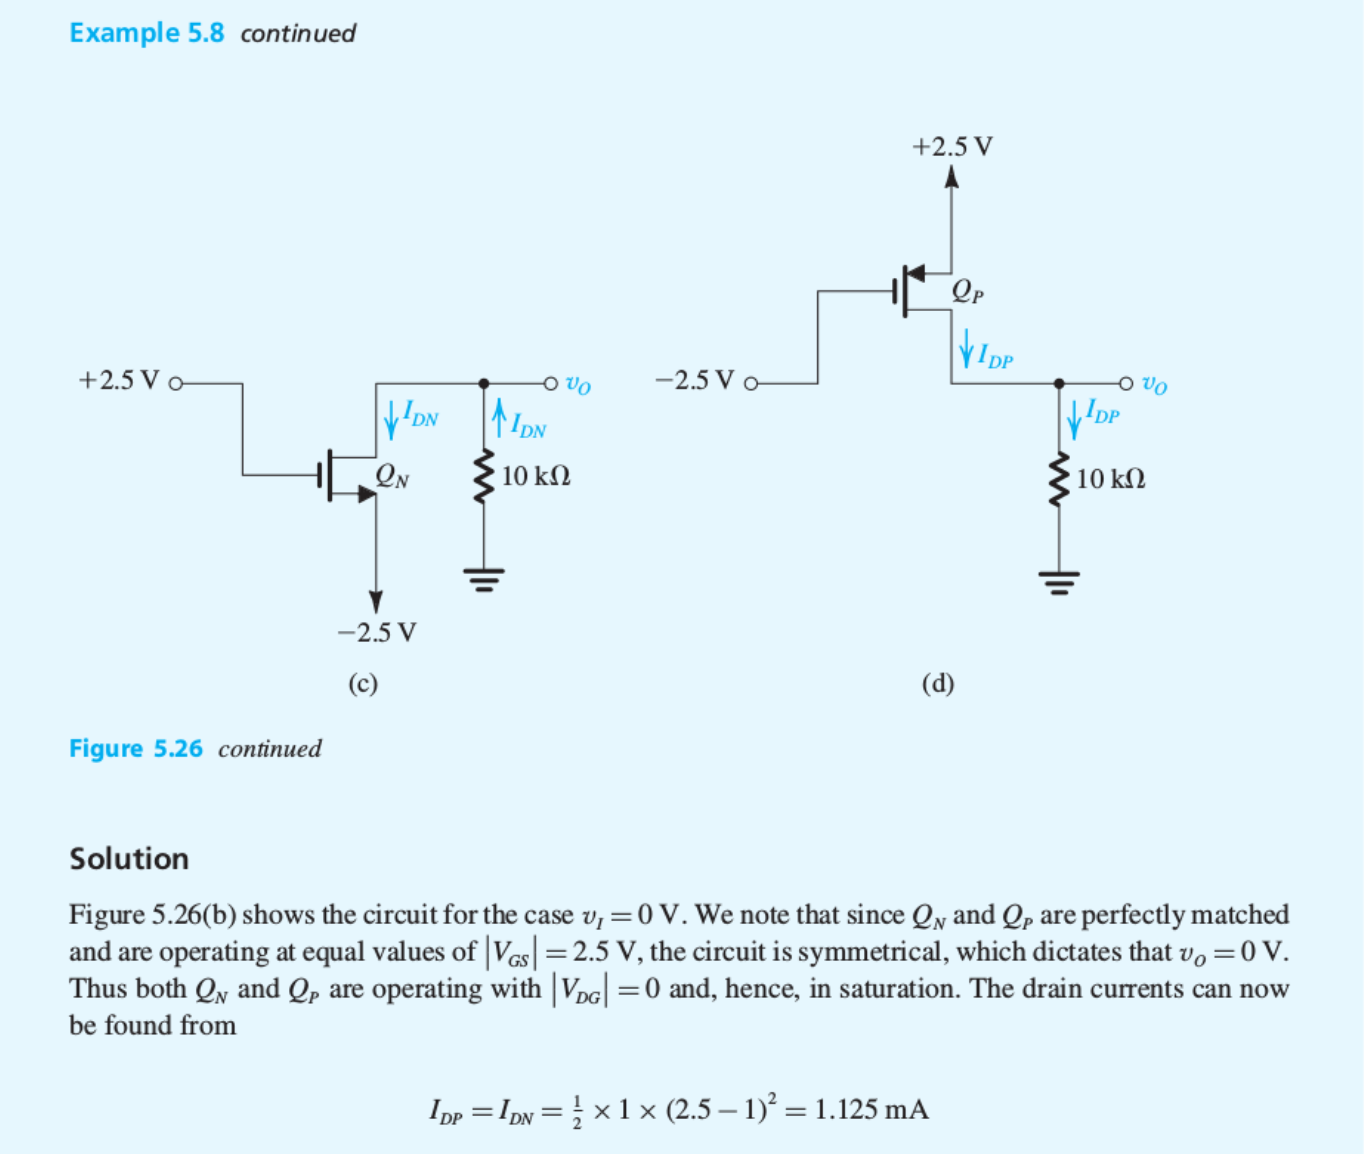 Example 5.8 continued
+2.5 V
Q_P
I_DP
−2.5 V
v_O
I_DP
10 kΩ
+2.5 V
I_DN
I_DN
v_O
Q_N
10 kΩ
−2.5 V
(c)
(d)
Figure 5.26 continued
Solution
Figure 5.26(b) shows the circuit for the case v_I = 0 V. We note that since Q_N and Q_P are perfectly matched
and are operating at equal values of |V_GS| = 2.5 V, the circuit is symmetrical, which dictates that v_O = 0 V.
Thus both Q_N and Q_P are operating with |V_DG| = 0 and, hence, in saturation. The drain currents can now
be found from
I_DP = I_DN = ½ × 1 × (2.5 − 1)² = 1.125 mA